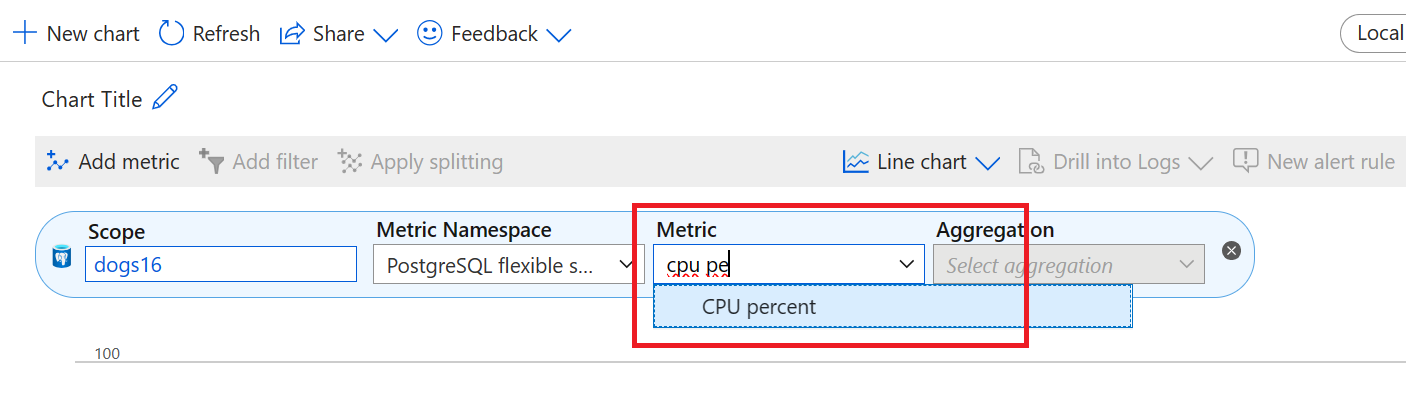 New chart Refresh Share Feedback Local
Chart Title
Add metric Add filter Apply splitting Line chart Drill into Logs New alert rule
Scope Metric Namespace Metric Aggregation
dogs16 PostgreSQL flexible s... cpu pe Select aggregation
CPU percent
100